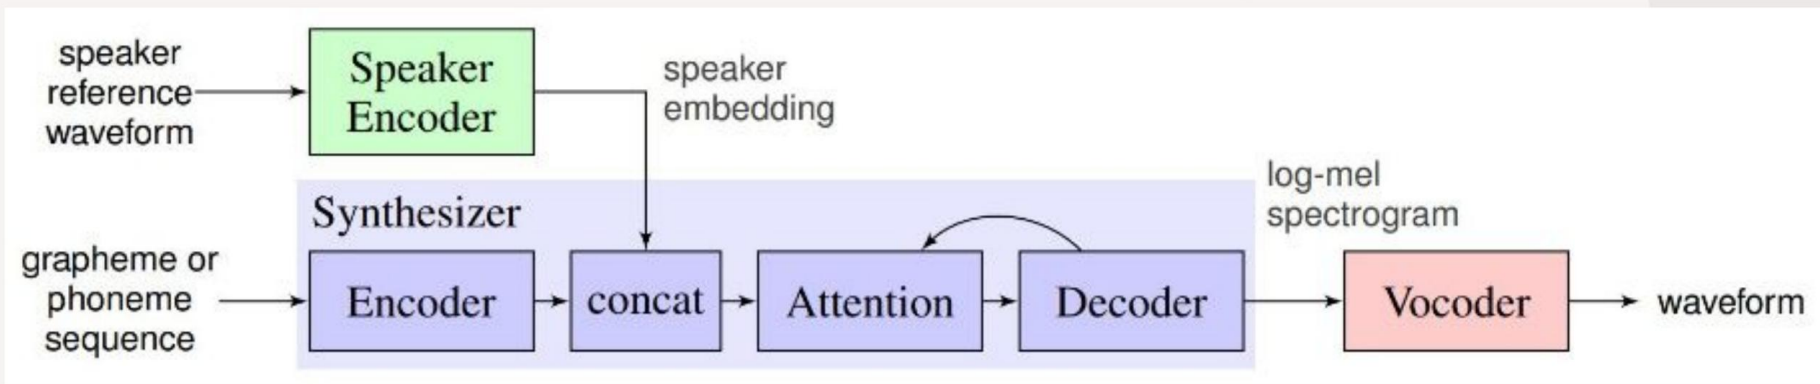 speaker
reference
waveform
Speaker
Encoder
speaker
embedding
Synthesizer
log-mel
spectrogram
grapheme or
phoneme
sequence
Encoder
concat
Attention
Decoder
Vocoder
waveform